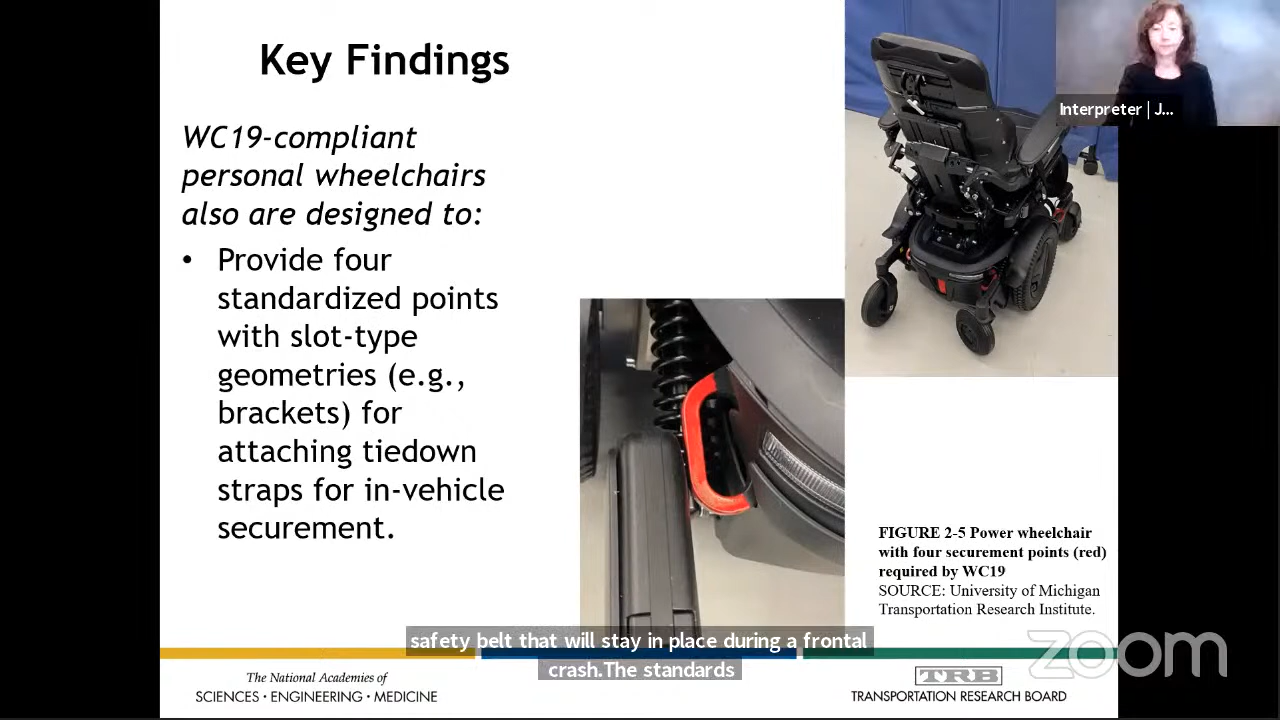 Key Findings
WC19-compliant
personal wheelchairs
also are designed to:
• Provide four
standardized points
with slot-type
geometries (e.g.,
brackets) for
attaching tiedown
straps for in-vehicle
securement.
Interpreter | J...
FIGURE 2-5 Power wheelchair
with four securement points (red)
required by WC19
SOURCE: University of Michigan
Transportation Research Institute.
safety belt that will stay in place during a frontal
crash.The standards
The National Academies of
SCIENCES · ENGINEERING · MEDICINE
TRB
TRANSPORTATION RESEARCH BOARD
zoom